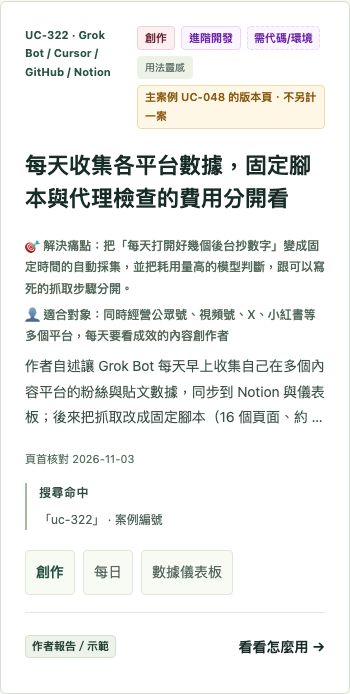 UC-322 · Grok
Bot / Cursor /
GitHub / Notion
創作
進階開發
需代碼/環境
用法靈感
主案例 UC-048 的版本頁 · 不另計
一案
每天收集各平台數據，固定腳
本與代理檢查的費用分開看
🎯 解決痛點：把「每天打開好幾個後台抄數字」變成固
定時間的自動採集，並把耗用量高的模型判斷，跟可以寫
死的抓取步驟分開。
👤 適合對象：同時經營公眾號、視頻號、X、小紅書等
多個平台，每天要看成效的內容創作者
作者自述讓 Grok Bot 每天早上收集自己在多個內
容平台的粉絲與貼文數據，同步到 Notion 與儀表
板；後來把抓取改成固定腳本（16 個頁面、約 ...
頁首核對 2026-11-03
搜尋命中
「uc-322」 · 案例編號
創作
每日
數據儀表板
作者報告 / 示範
看看怎麼用 →